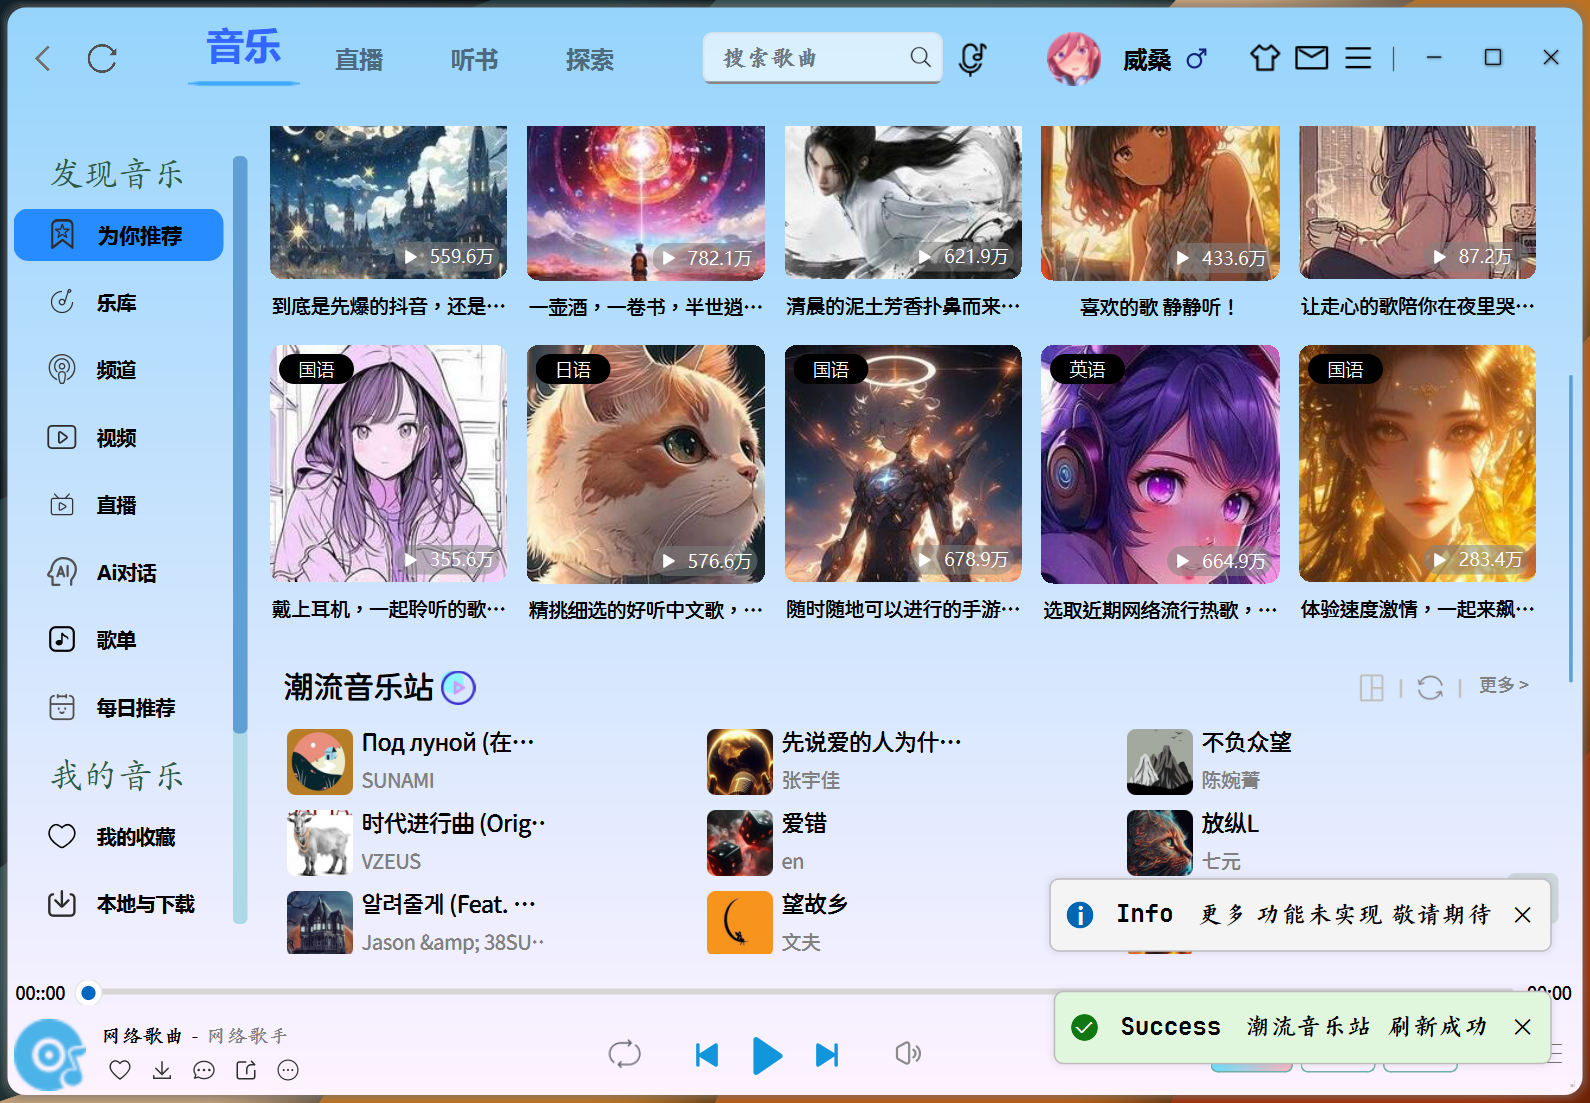 音乐 直播 听书 探索 搜索歌曲 威桑
发现音乐
为你推荐
乐库
频道
视频
直播
Ai对话
歌单
每日推荐
我的音乐
我的收藏
本地与下载
559.6万 782.1万 621.9万 433.6万 87.2万
到底是先爆的抖音，还是… 一壶酒，一卷书，半世逍… 清晨的泥土芳香扑鼻而来… 喜欢的歌 静静听！ 让走心的歌陪你在夜里哭…
国语 日语 国语 英语 国语
355.6万 576.6万 678.9万 664.9万 283.4万
戴上耳机，一起聆听的歌… 精挑细选的好听中文歌，… 随时随地可以进行的手游… 选取近期网络流行热歌，… 体验速度激情，一起来飙…
潮流音乐站 更多 >
Под луной (在… 先说爱的人为什… 不负众望
SUNAMI 张宇佳 陈婉菁
时代进行曲 (Orig·· 爱错 放纵L
VZEUS en 七元
알려줄게 (Feat. … 望故乡
Jason &amp; 38SU·· 文夫
Info 更多 功能未实现 敬请期待
00::00
网络歌曲 - 网络歌手
Success 潮流音乐站 刷新成功